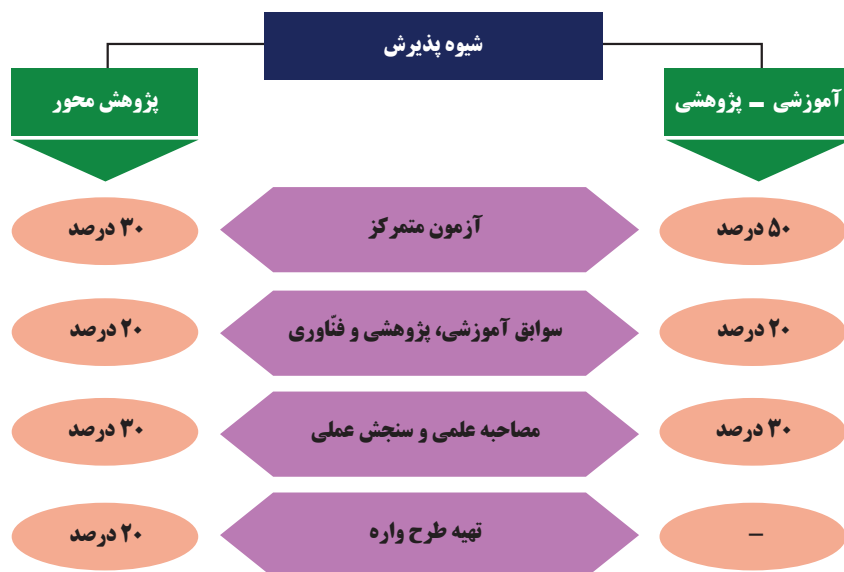 شیوه پذیرش
آموزشی - پژوهشی
پژوهش محور
۵۰ درصد
آزمون متمرکز
۳۰ درصد
۲۰ درصد
سوابق آموزشی، پژوهشی و فنّاوری
۲۰ درصد
۳۰ درصد
مصاحبه علمی و سنجش عملی
۳۰ درصد
-
تهیه طرح واره
۲۰ درصد